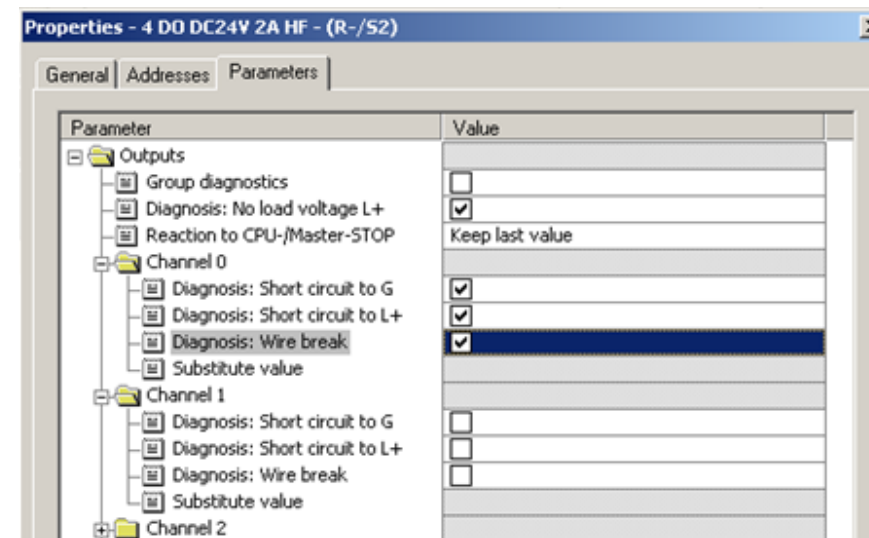 Properties - 4 DO DC24V 2A HF - (R-/S2)
General Addresses Parameters
Parameter Value
Outputs
Group diagnostics
Diagnosis: No load voltage L+
Reaction to CPU-/Master-STOP Keep last value
Channel 0
Diagnosis: Short circuit to G
Diagnosis: Short circuit to L+
Diagnosis: Wire break
Substitute value
Channel 1
Diagnosis: Short circuit to G
Diagnosis: Short circuit to L+
Diagnosis: Wire break
Substitute value
Channel 2